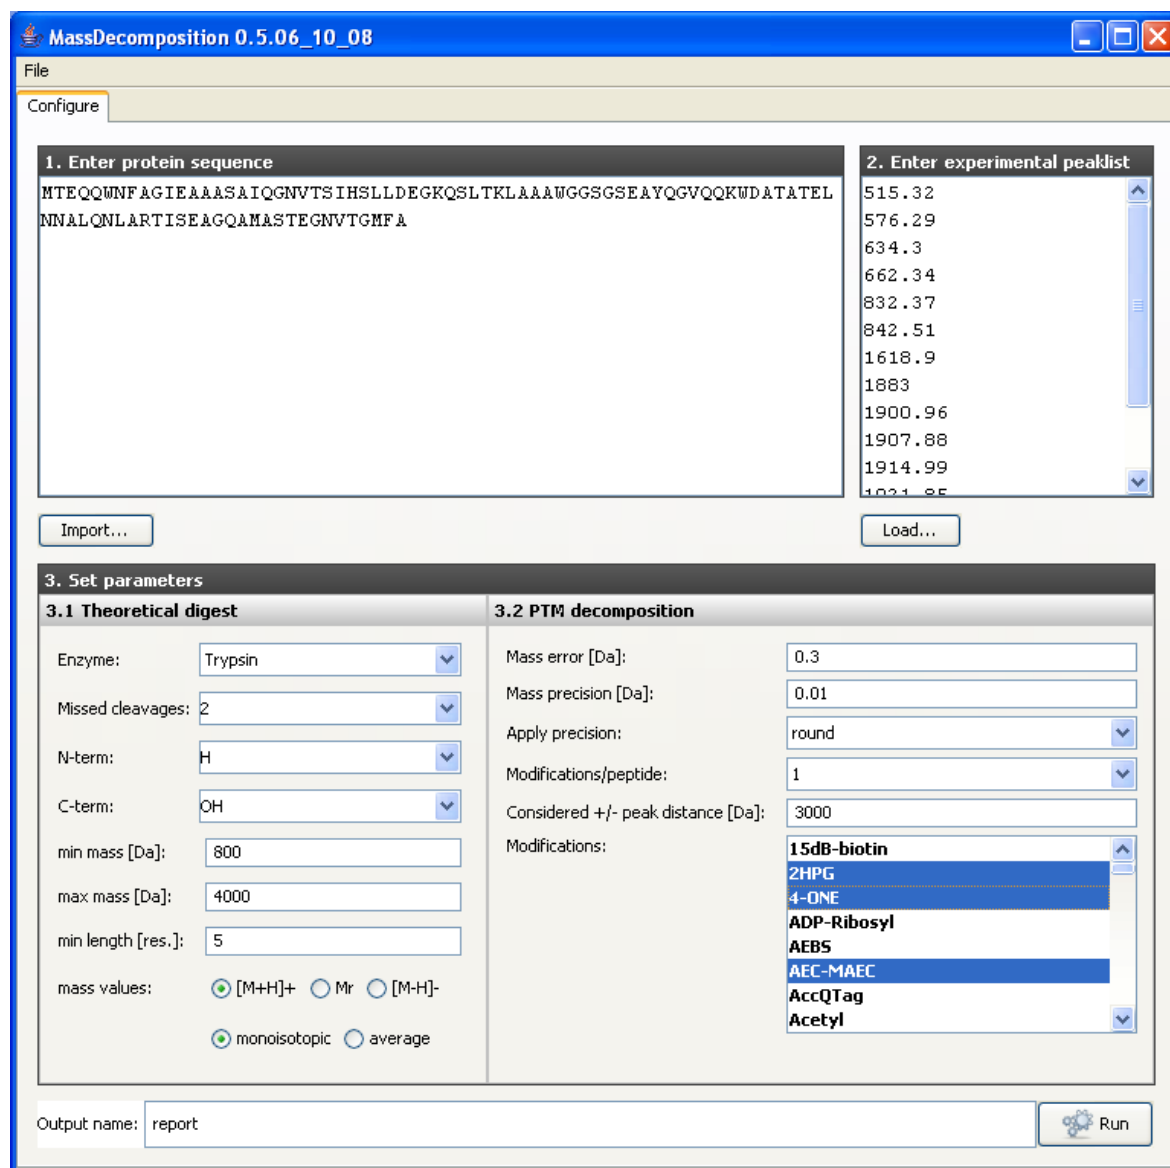 MassDecomposition 0.5.06_10_08
File
Configure
1. Enter protein sequence
MTEQQWNFAGIEAAASAIQGNVTSIHSLLDEGKQSLTKLAAAWGGSGSEAYQGVQQKWDATATEL
NNALQNLARTISEAGQAMASTEGNVTGMFA
2. Enter experimental peaklist
515.32
576.29
634.3
662.34
832.37
842.51
1618.9
1883
1900.96
1907.88
1914.99
Import...
Load...
3. Set parameters
3.1 Theoretical digest
Enzyme: Trypsin
Missed cleavages: 2
N-term: H
C-term: OH
min mass [Da]: 800
max mass [Da]: 4000
min length [res.]: 5
mass values: [M+H]+ Mr [M-H]-
monoisotopic average
3.2 PTM decomposition
Mass error [Da]: 0.3
Mass precision [Da]: 0.01
Apply precision: round
Modifications/peptide: 1
Considered +/- peak distance [Da]: 3000
Modifications: 15dB-biotin
2HPG
4-ONE
ADP-Ribosyl
AEBS
AEC-MAEC
AccQTag
Acetyl
Output name: report
Run